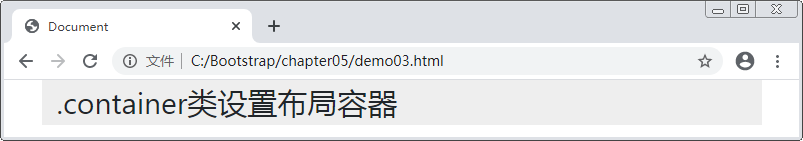 Document
文件 C:/Bootstrap/chapter05/demo03.html
.container类设置布局容器